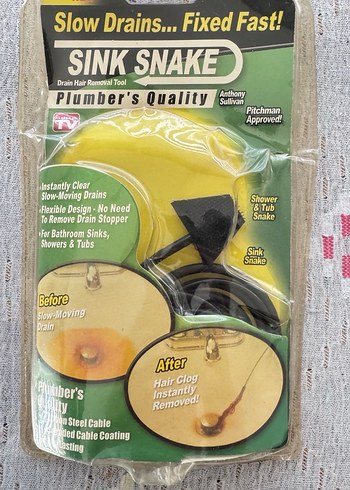 Slow Drains... Fixed Fast!
SINK SNAKE
Drain Hair Removal Tool
Plumber's Quality
Anthony
Sullivan
Pitchman
Approved!
TV
•Instantly Clear
Slow-Moving Drains
•Flexible Design - No Need
To Remove Drain Stopper
•For Bathroom Sinks,
Showers & Tubs
Shower
& Tub
Snake
Sink
Snake
Before
Slow-Moving
Drain
After
Hair Clog
Instantly
Removed!
Plumber's
on Steel Cable
Cable Coating